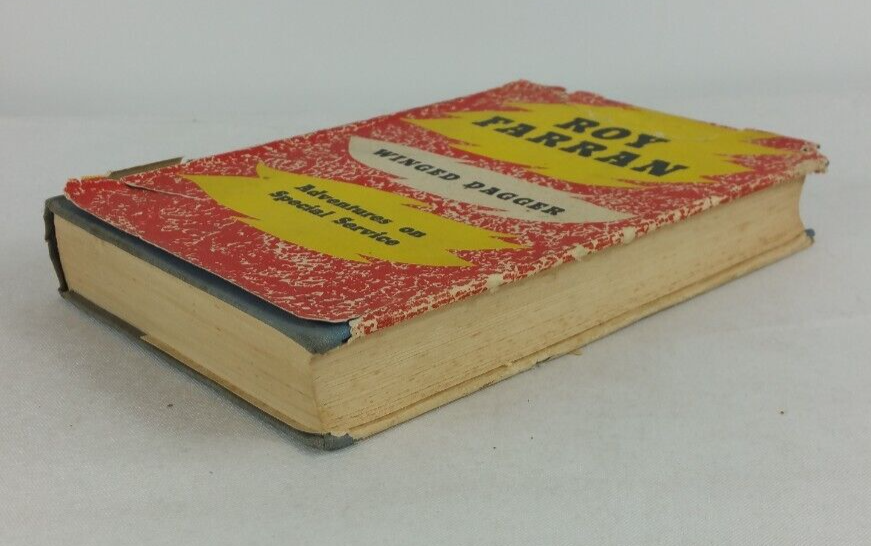 ROY
FARRAN
WINGED DAGGER
Adventures on
Special Service